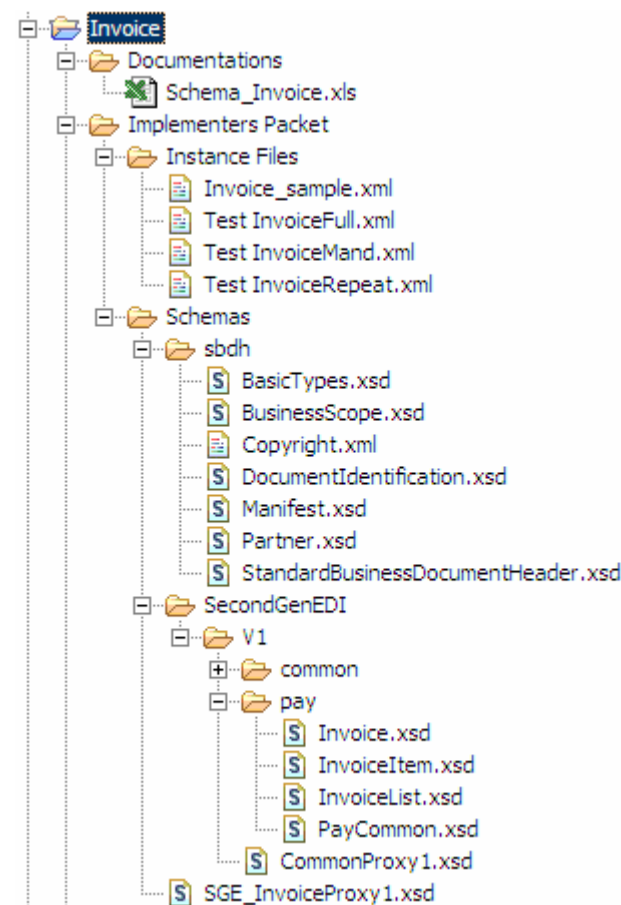 Invoice
Documentations
Schema_Invoice.xls
Implementers Packet
Instance Files
Invoice_sample.xml
Test InvoiceFull.xml
Test InvoiceMand.xml
Test InvoiceRepeat.xml
Schemas
sbdh
BasicTypes.xsd
BusinessScope.xsd
Copyright.xml
DocumentIdentification.xsd
Manifest.xsd
Partner.xsd
StandardBusinessDocumentHeader.xsd
SecondGenEDI
V1
common
pay
Invoice.xsd
InvoiceItem.xsd
InvoiceList.xsd
PayCommon.xsd
CommonProxy1.xsd
SGE_InvoiceProxy1.xsd